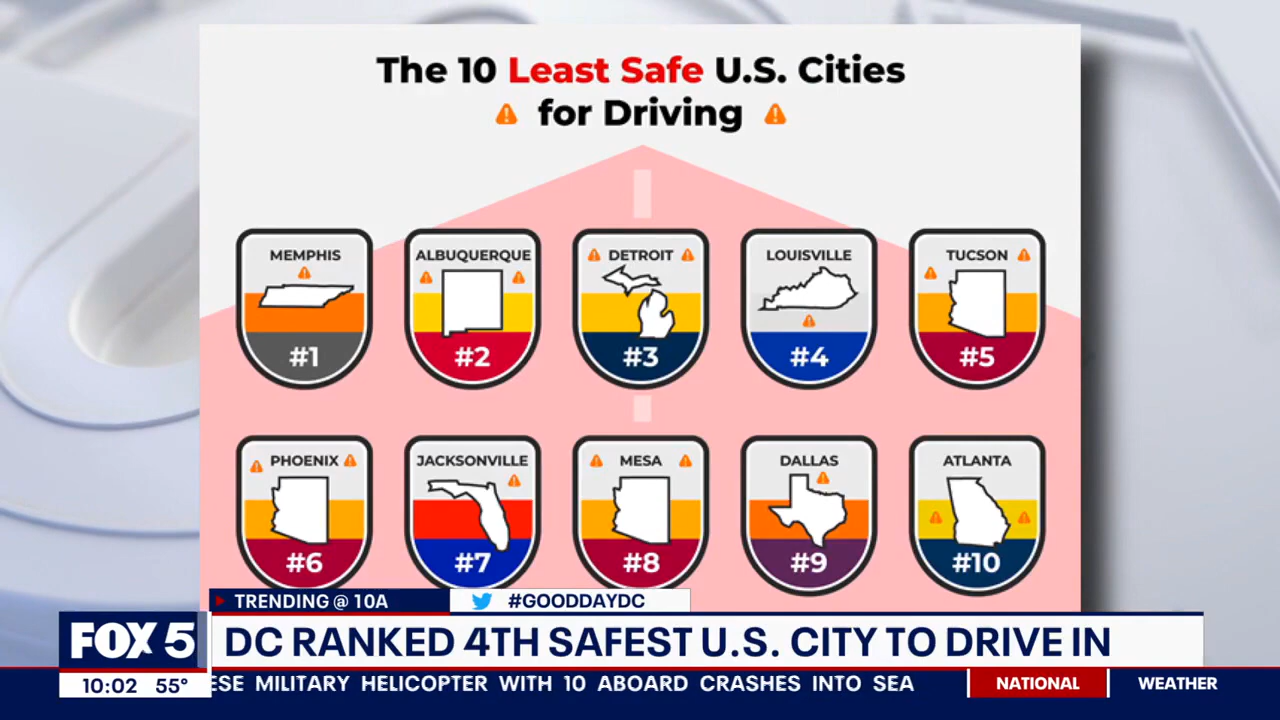 The 10 Least Safe U.S. Cities
for Driving
MEMPHIS
#1
ALBUQUERQUE
#2
DETROIT
#3
LOUISVILLE
#4
TUCSON
#5
PHOENIX
#6
JACKSONVILLE
#7
MESA
#8
DALLAS
#9
ATLANTA
#10
TRENDING @ 10A
#GOODDAYDC
FOX 5
DC RANKED 4TH SAFEST U.S. CITY TO DRIVE IN
10:02 55°
ESE MILITARY HELICOPTER WITH 10 ABOARD CRASHES INTO SEA
NATIONAL
WEATHER